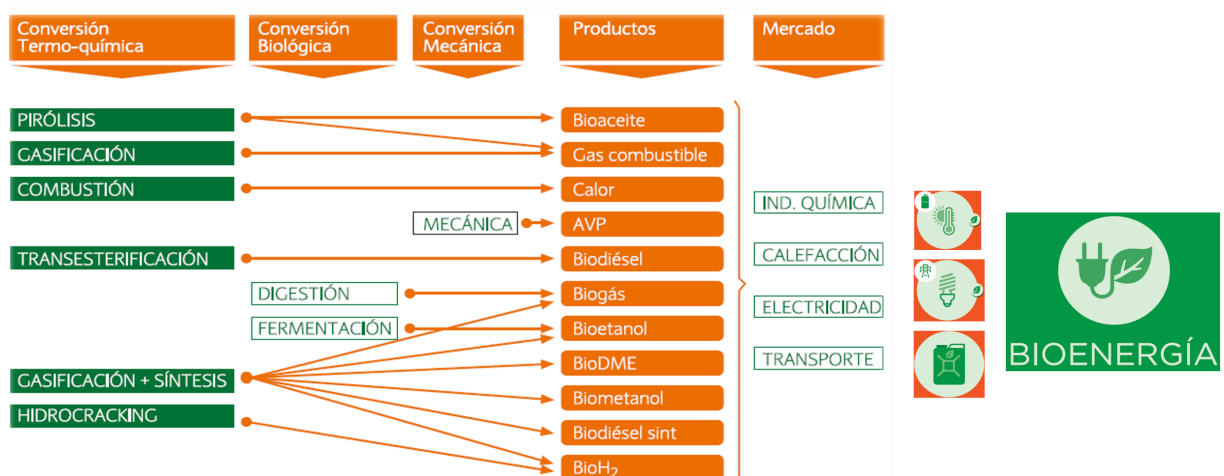 Conversión
Termo-química
Conversión
Biológica
Conversión
Mecánica
Productos
Mercado
PIRÓLISIS
Bioaceite
GASIFICACIÓN
Gas combustible
COMBUSTIÓN
Calor
MECÁNICA
AVP
TRANSESTERIFICACIÓN
Biodiésel
DIGESTIÓN
Biogás
FERMENTACIÓN
Bioetanol
BioDME
GASIFICACIÓN + SÍNTESIS
Biometanol
HIDROCRACKING
Biodiésel sint
BioH₂
IND. QUÍMICA
CALEFACCIÓN
ELECTRICIDAD
TRANSPORTE
BIOENERGÍA